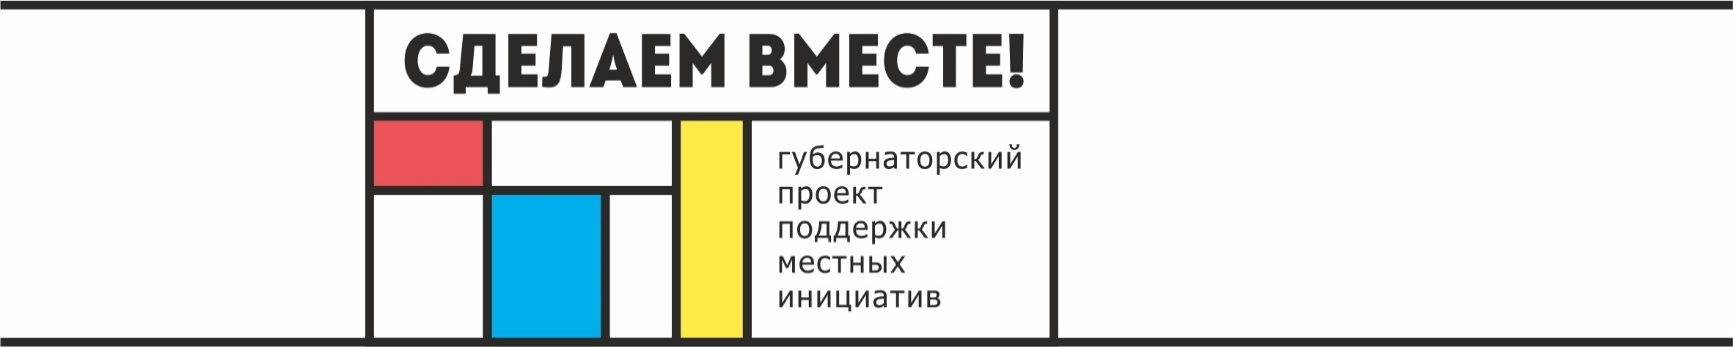 СДЕЛАЕМ ВМЕСТЕ!
губернаторский
проект
поддержки
местных
инициатив